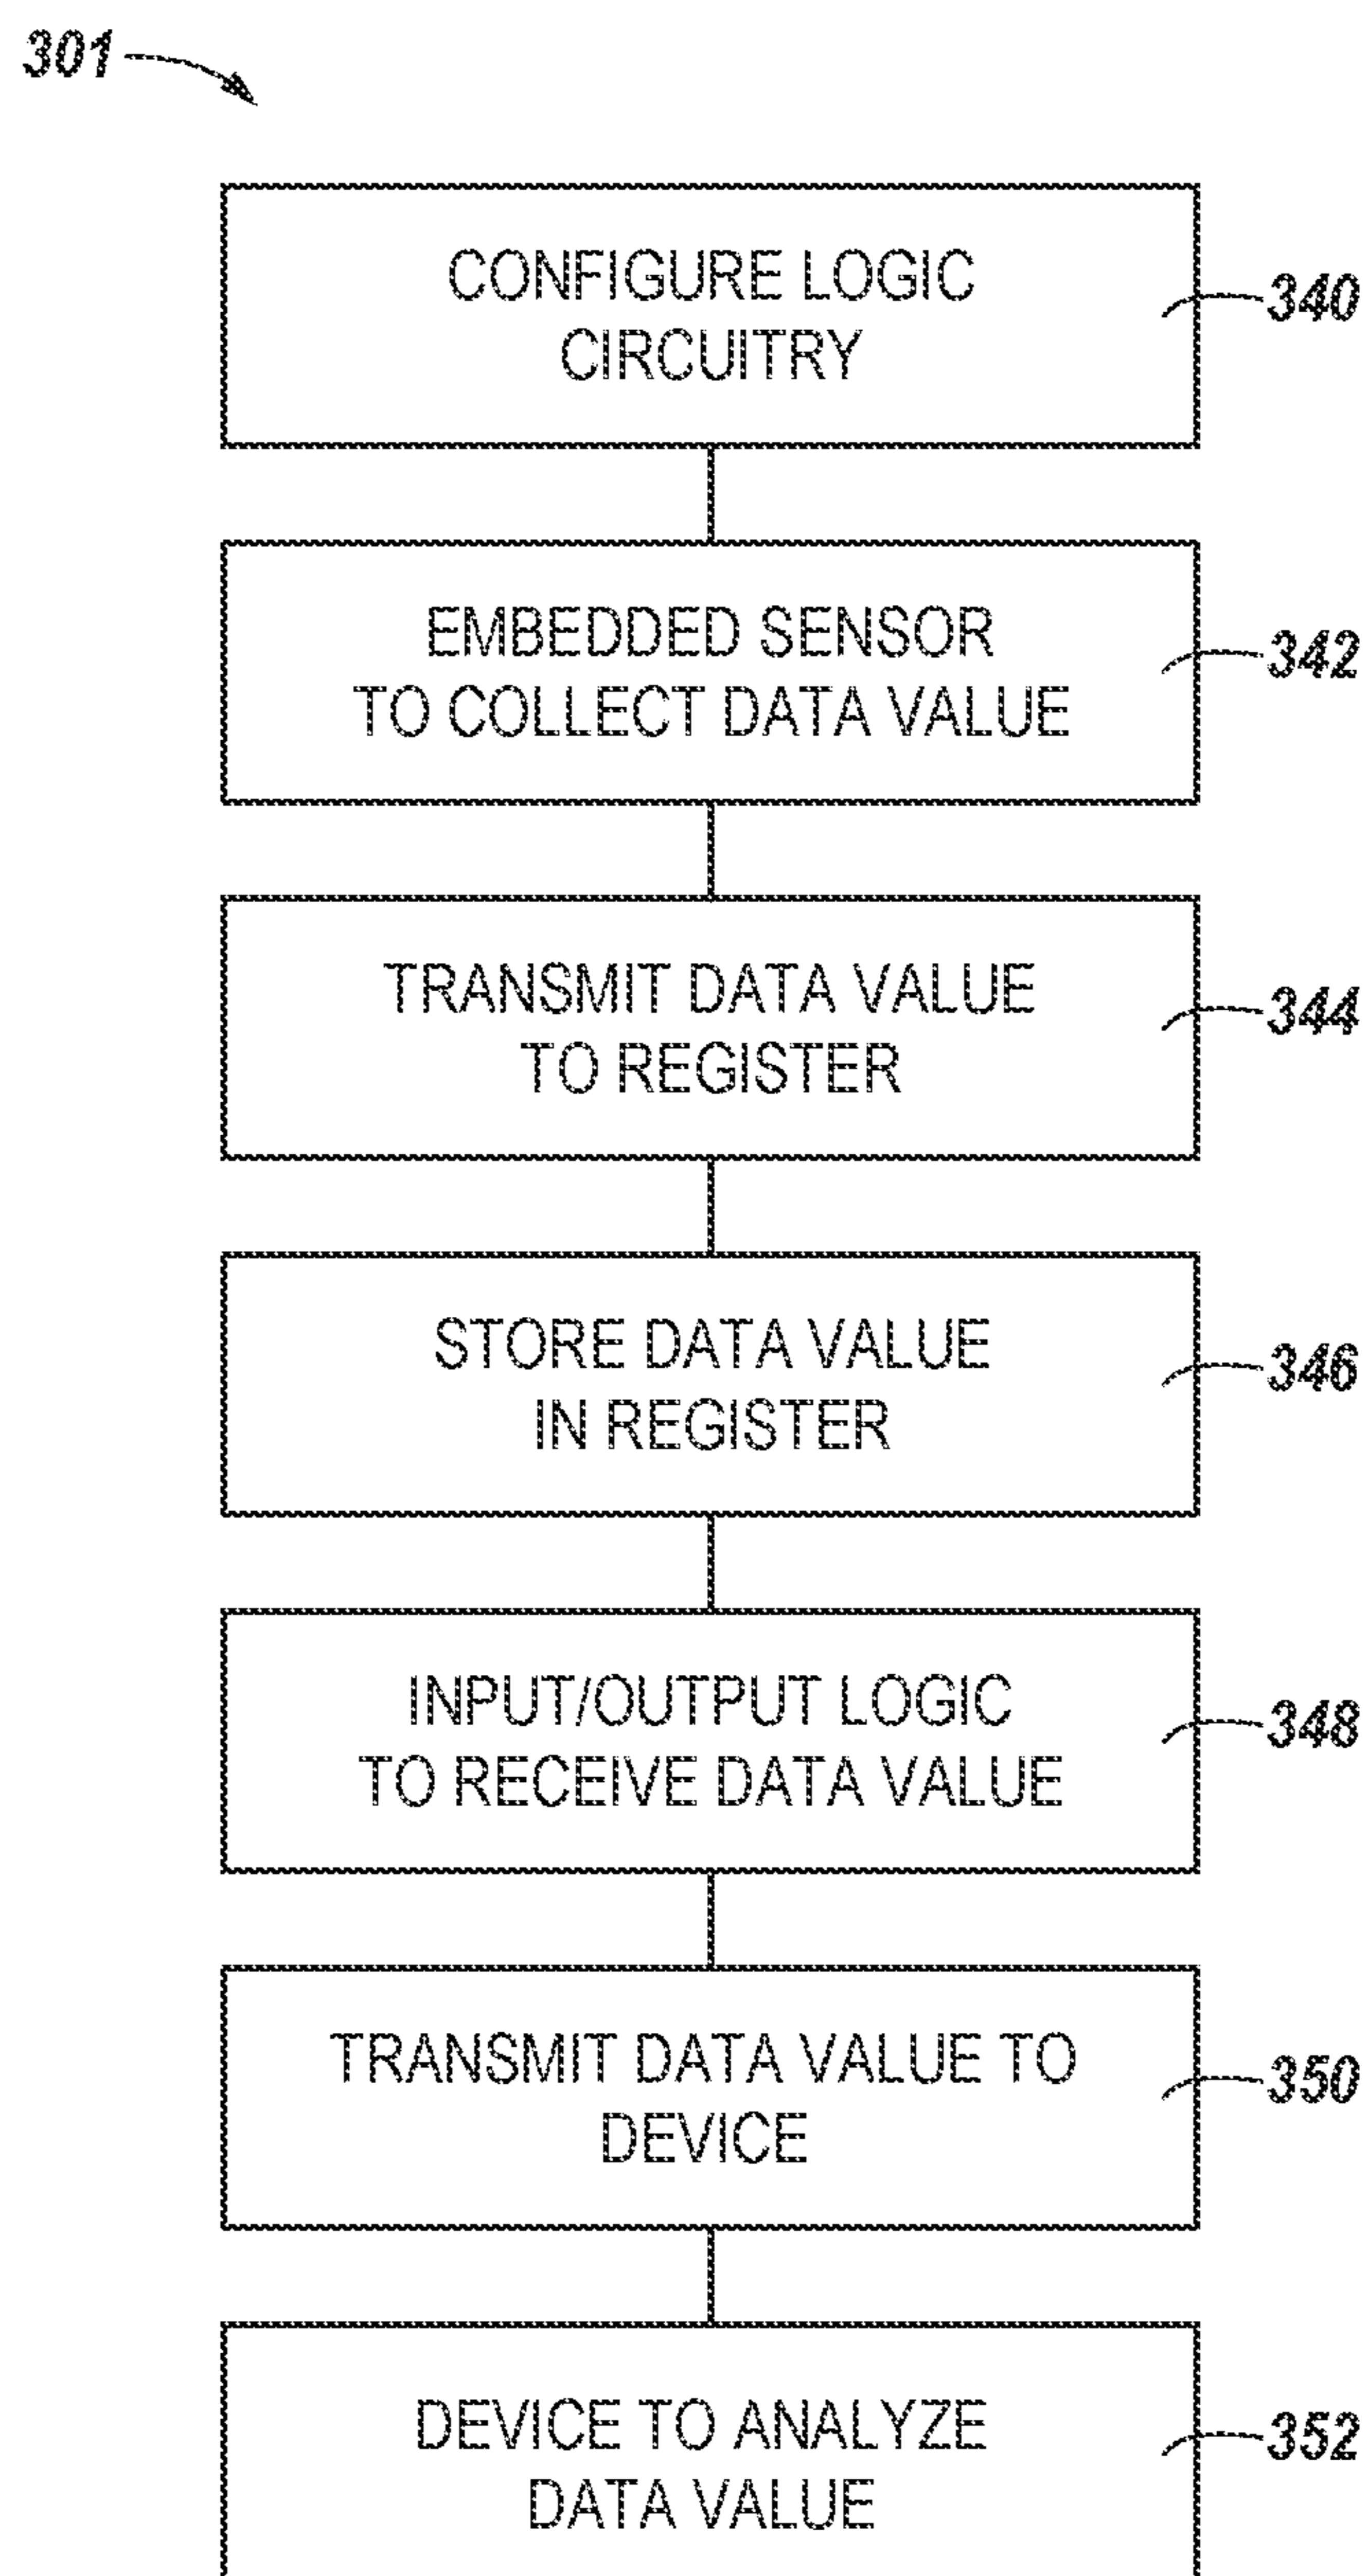 301
CONFIGURE LOGIC
CIRCUITRY
340
EMBEDDED SENSOR
TO COLLECT DATA VALUE
342
TRANSMIT DATA VALUE
TO REGISTER
344
STORE DATA VALUE
IN REGISTER
346
INPUT/OUTPUT LOGIC
TO RECEIVE DATA VALUE
348
TRANSMIT DATA VALUE TO
DEVICE
350
DEVICE TO ANALYZE
DATA VALUE
352